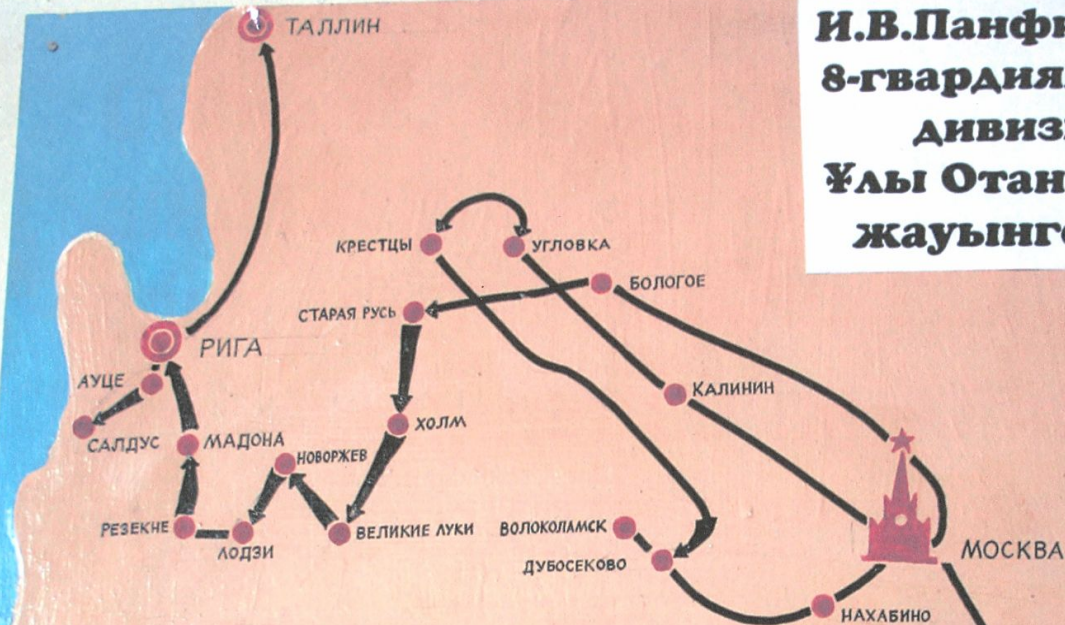 ТАЛЛИН
И.В.Панф
8-гвардия
дивиз
Ұлы Отан
жауынг
КРЕСТЦЫ
УГЛОВКА
БОЛОГОЕ
СТАРАЯ РУСЬ
РИГА
АУЦЕ
КАЛИНИН
САЛДУС
МАДОНА
ХОЛМ
НОВОРЖЕВ
РЕЗЕКНЕ
ЛОДЗИ
ВЕЛИКИЕ ЛУКИ
ВОЛОКОЛАМСК
ДУБОСЕКОВО
МОСКВА
НАХАБИНО